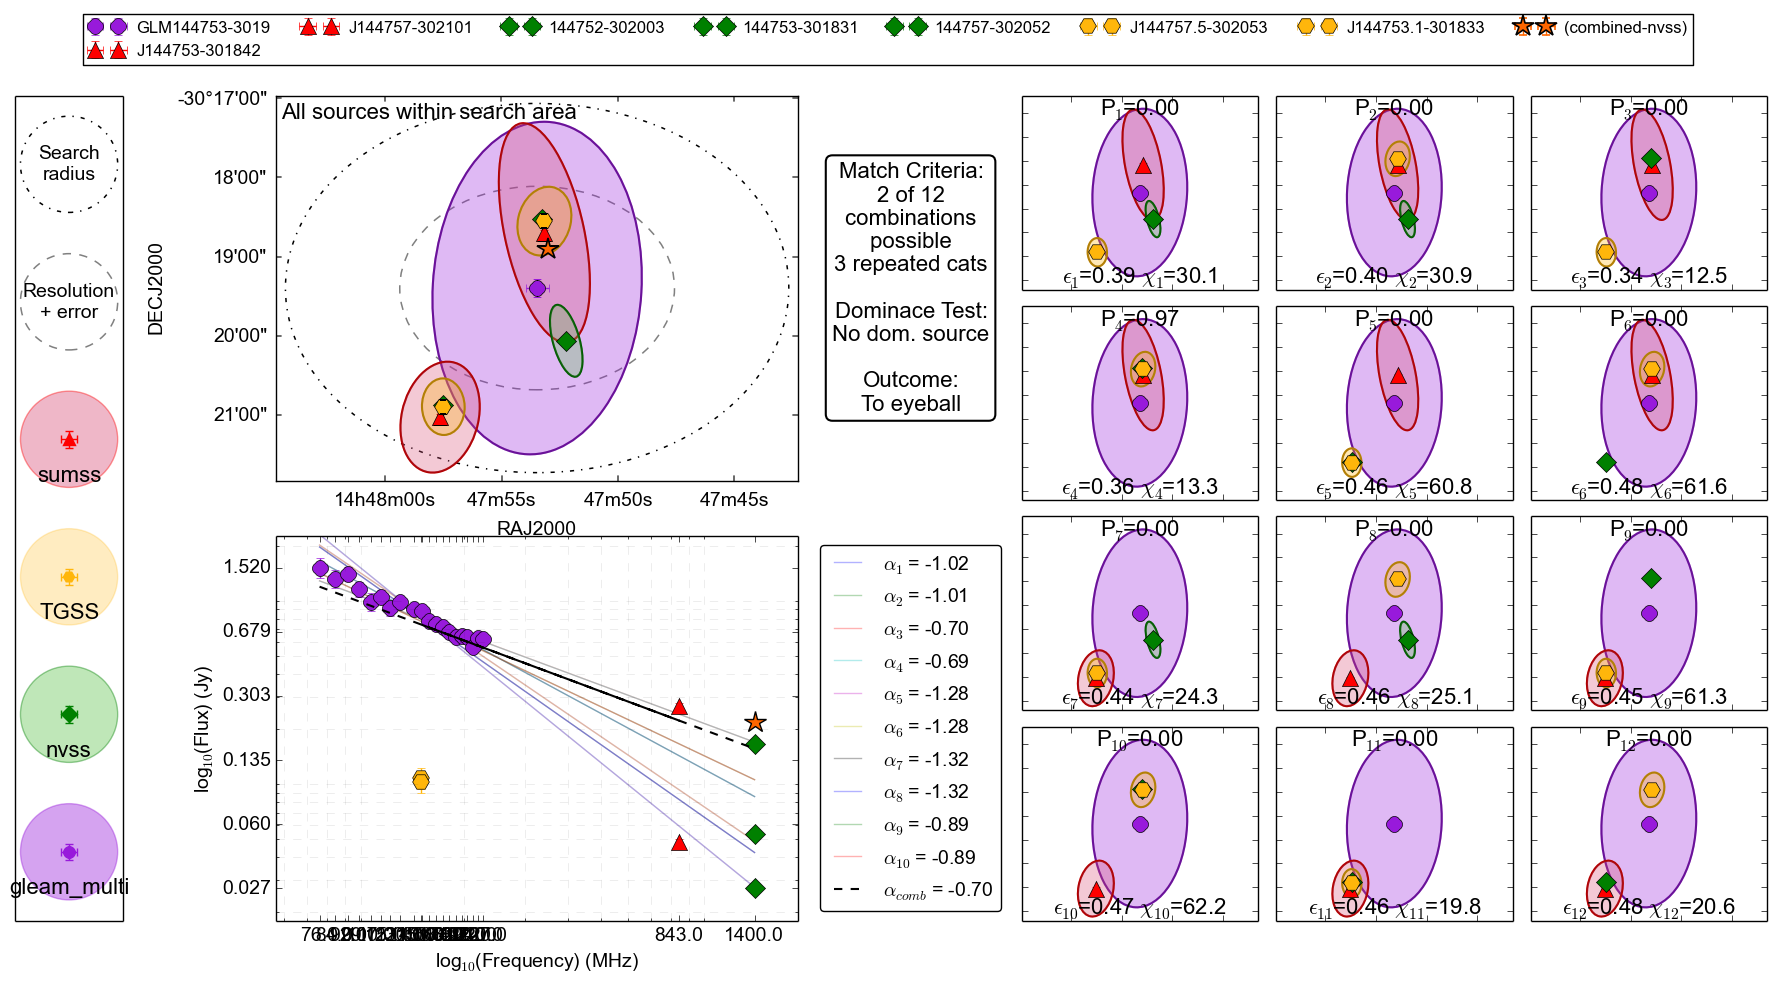 GLM144753-3019
J144757-302101
144752-302003
144753-301831
144757-302052
J144757.5-302053
J144753.1-301833
(combined-nvss)
J144753-301842
Search
radius
Resolution
+ error
sumss
TGSS
nvss
gleam_multi
All sources within search area
DECJ2000
-30°17'00"
18'00"
19'00"
20'00"
21'00"
14h48m00s
47m55s
47m50s
47m45s
RAJ2000
Match Criteria:
2 of 12
combinations
possible
3 repeated cats
Dominace Test:
No dom. source
Outcome:
To eyeball
log10(Flux) (Jy)
1.520
0.679
0.303
0.135
0.060
0.027
843.0
1400.0
log10(Frequency) (MHz)
α1 = -1.02
α2 = -1.01
α3 = -0.70
α4 = -0.69
α5 = -1.28
α6 = -1.28
α7 = -1.32
α8 = -1.32
α9 = -0.89
α10 = -0.89
αcomb = -0.70
P1=0.00
ϵ1=0.39 χ1=30.1
P2=0.00
ϵ2=0.40 χ2=30.9
P3=0.00
ϵ3=0.34 χ3=12.5
P4=0.97
ϵ4=0.36 χ4=13.3
P5=0.00
ϵ5=0.46 χ5=60.8
P6=0.00
ϵ6=0.48 χ6=61.6
P7=0.00
ϵ7=0.44 χ7=24.3
P8=0.00
ϵ8=0.46 χ8=25.1
P9=0.00
ϵ9=0.45 χ9=61.3
P10=0.00
ϵ10=0.47 χ10=62.2
P11=0.00
ϵ11=0.46 χ11=19.8
P12=0.00
ϵ12=0.48 χ12=20.6